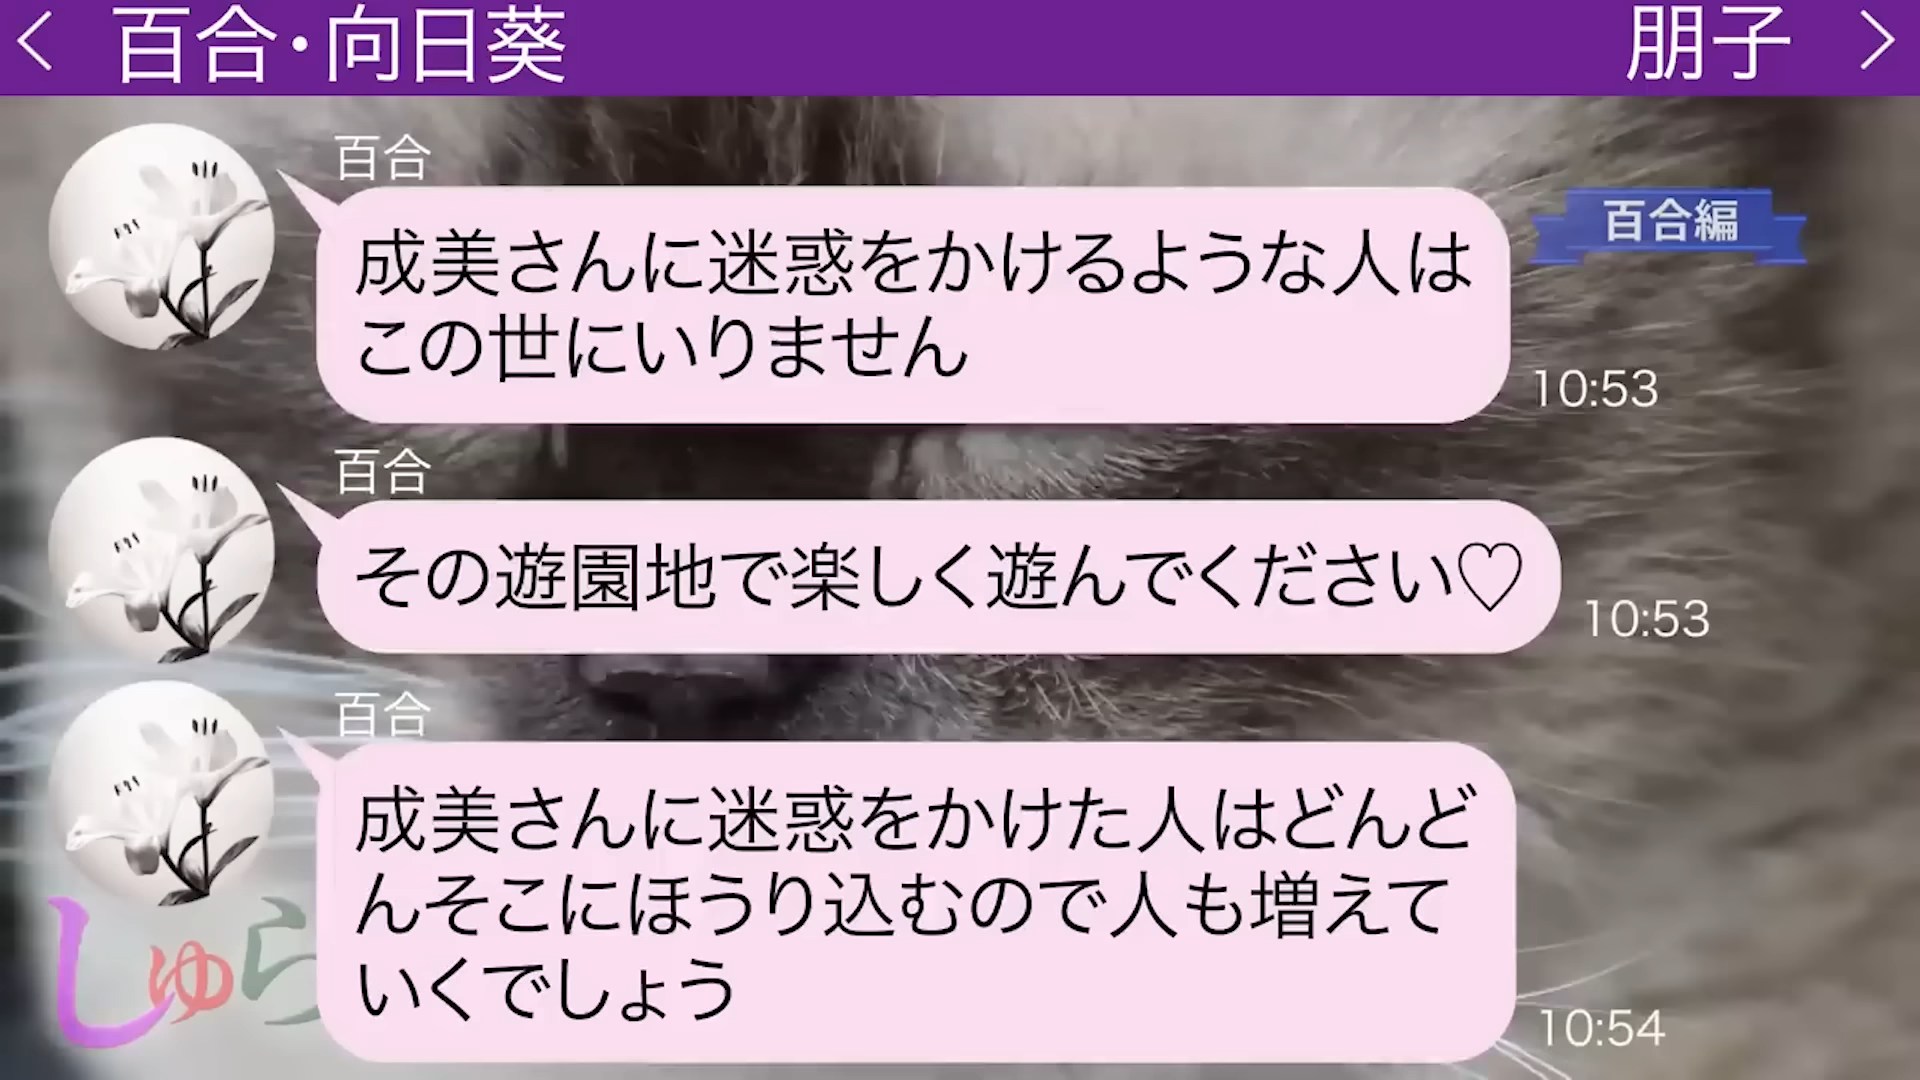 百合・向日葵
朋子
百合
百合編
成美さんに迷惑をかけるような人は
この世にいりません
10:53
百合
その遊園地で楽しく遊んでください♡
10:53
百合
成美さんに迷惑をかけた人はどんど
んそこにほうり込むので人も増えて
いくでしょう
10:54
しゅら